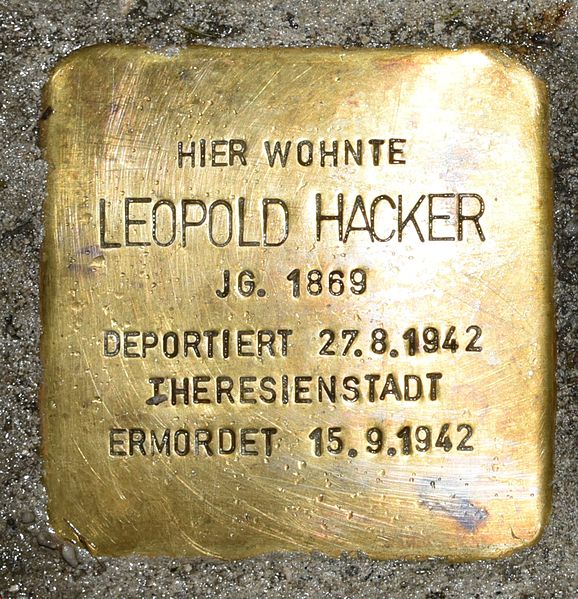 HIER WOHNTE
LEOPOLD HACKER
JG. 1869
DEPORTIERT 27.8.1942
THERESIENSTADT
ERMORDET 15.9.1942